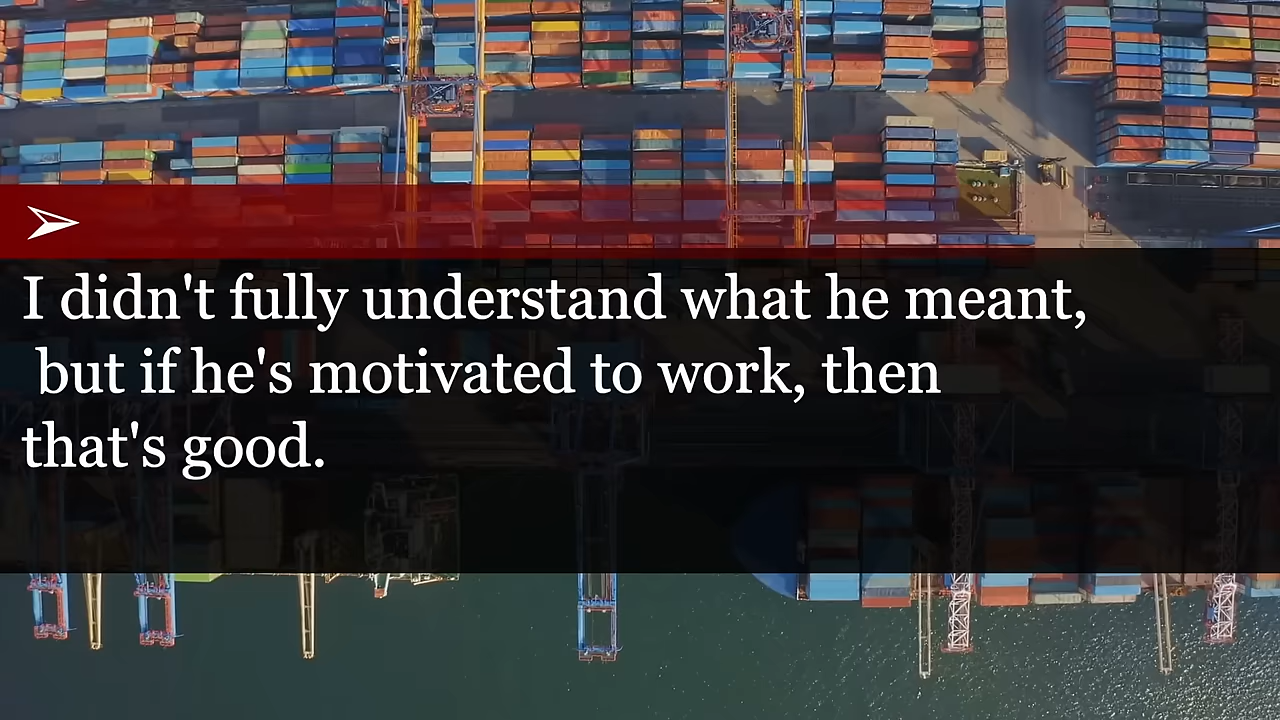 I didn't fully understand what he meant,
but if he's motivated to work, then
that's good.